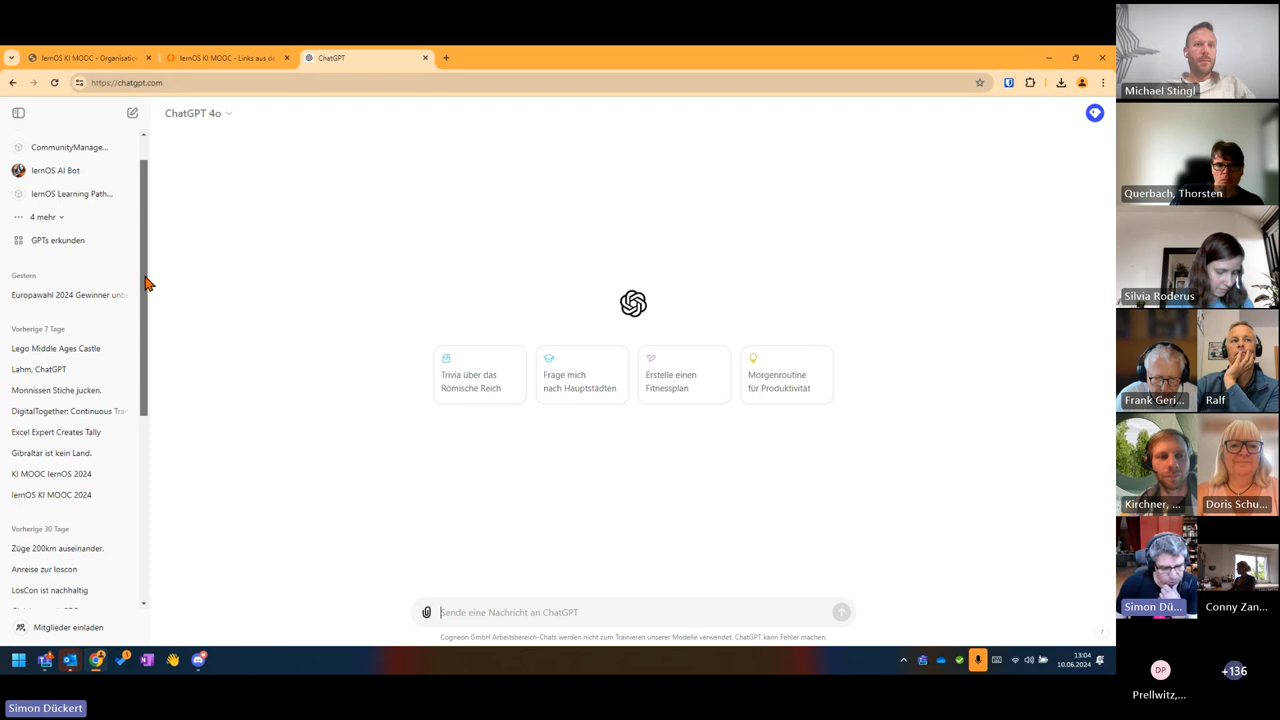 lernOS KI MOOC - Organisatio
lernOS KI MOOC - Links aus de
ChatGPT
https://chatgpt.com
ChatGPT 4o
CommunityManage...
lernOS AI Bot
lernOS Learning Path...
4 mehr
GPTs erkunden
Gestern
Europawahl 2024 Gewinner unbe
Vorherige 7 Tage
Lego Middle Ages Castle
Lahm, ChatGPT
Monnissen Stiche jucken.
DigitalTogether: Continuous Tra
Excel Expert Creates Tally
Gibraltar ist kein Land.
KI MOOC lernOS 2024
lernOS KI MOOC 2024
Vorherige 30 Tage
Züge 200km auseinander.
Anreise zur loscon
LosCon ist nachhaltig
Mitglieder einladen
Trivia über das
Römische Reich
Frage mich
nach Hauptstädten
Erstelle einen
Fitnessplan
Morgenroutine
für Produktivität
Sende eine Nachricht an ChatGPT
Cogneon GmbH Arbeitsbereich-Chats werden nicht zum Trainieren unserer Modelle verwendet. ChatGPT kann Fehler machen.
?
13:04
10.06.2024
Simon Dückert
Michael Stingl
Querbach, Thorsten
Silvia Roderus
Frank Geri...
Ralf
Kirchner, ...
Doris Schu...
Simon Dü...
Conny Zan...
DP
Prellwitz,...
+136